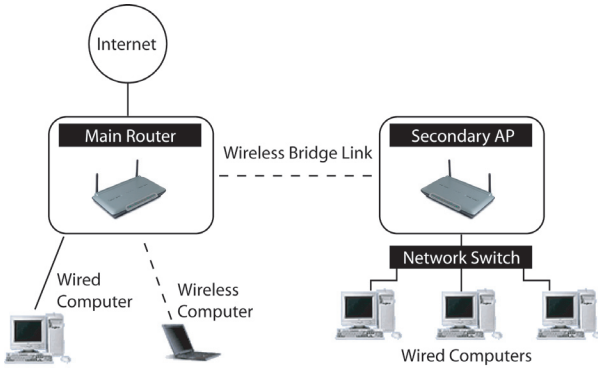 Internet
Main Router
Wireless Bridge Link
Secondary AP
Network Switch
Wired
Computer
Wireless
Computer
Wired Computers